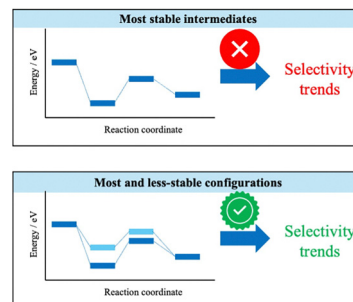 Most stable intermediates
Energy / eV
Reaction coordinate
Selectivity
trends
Most and less-stable configurations
Energy / eV
Reaction coordinate
Selectivity
trends